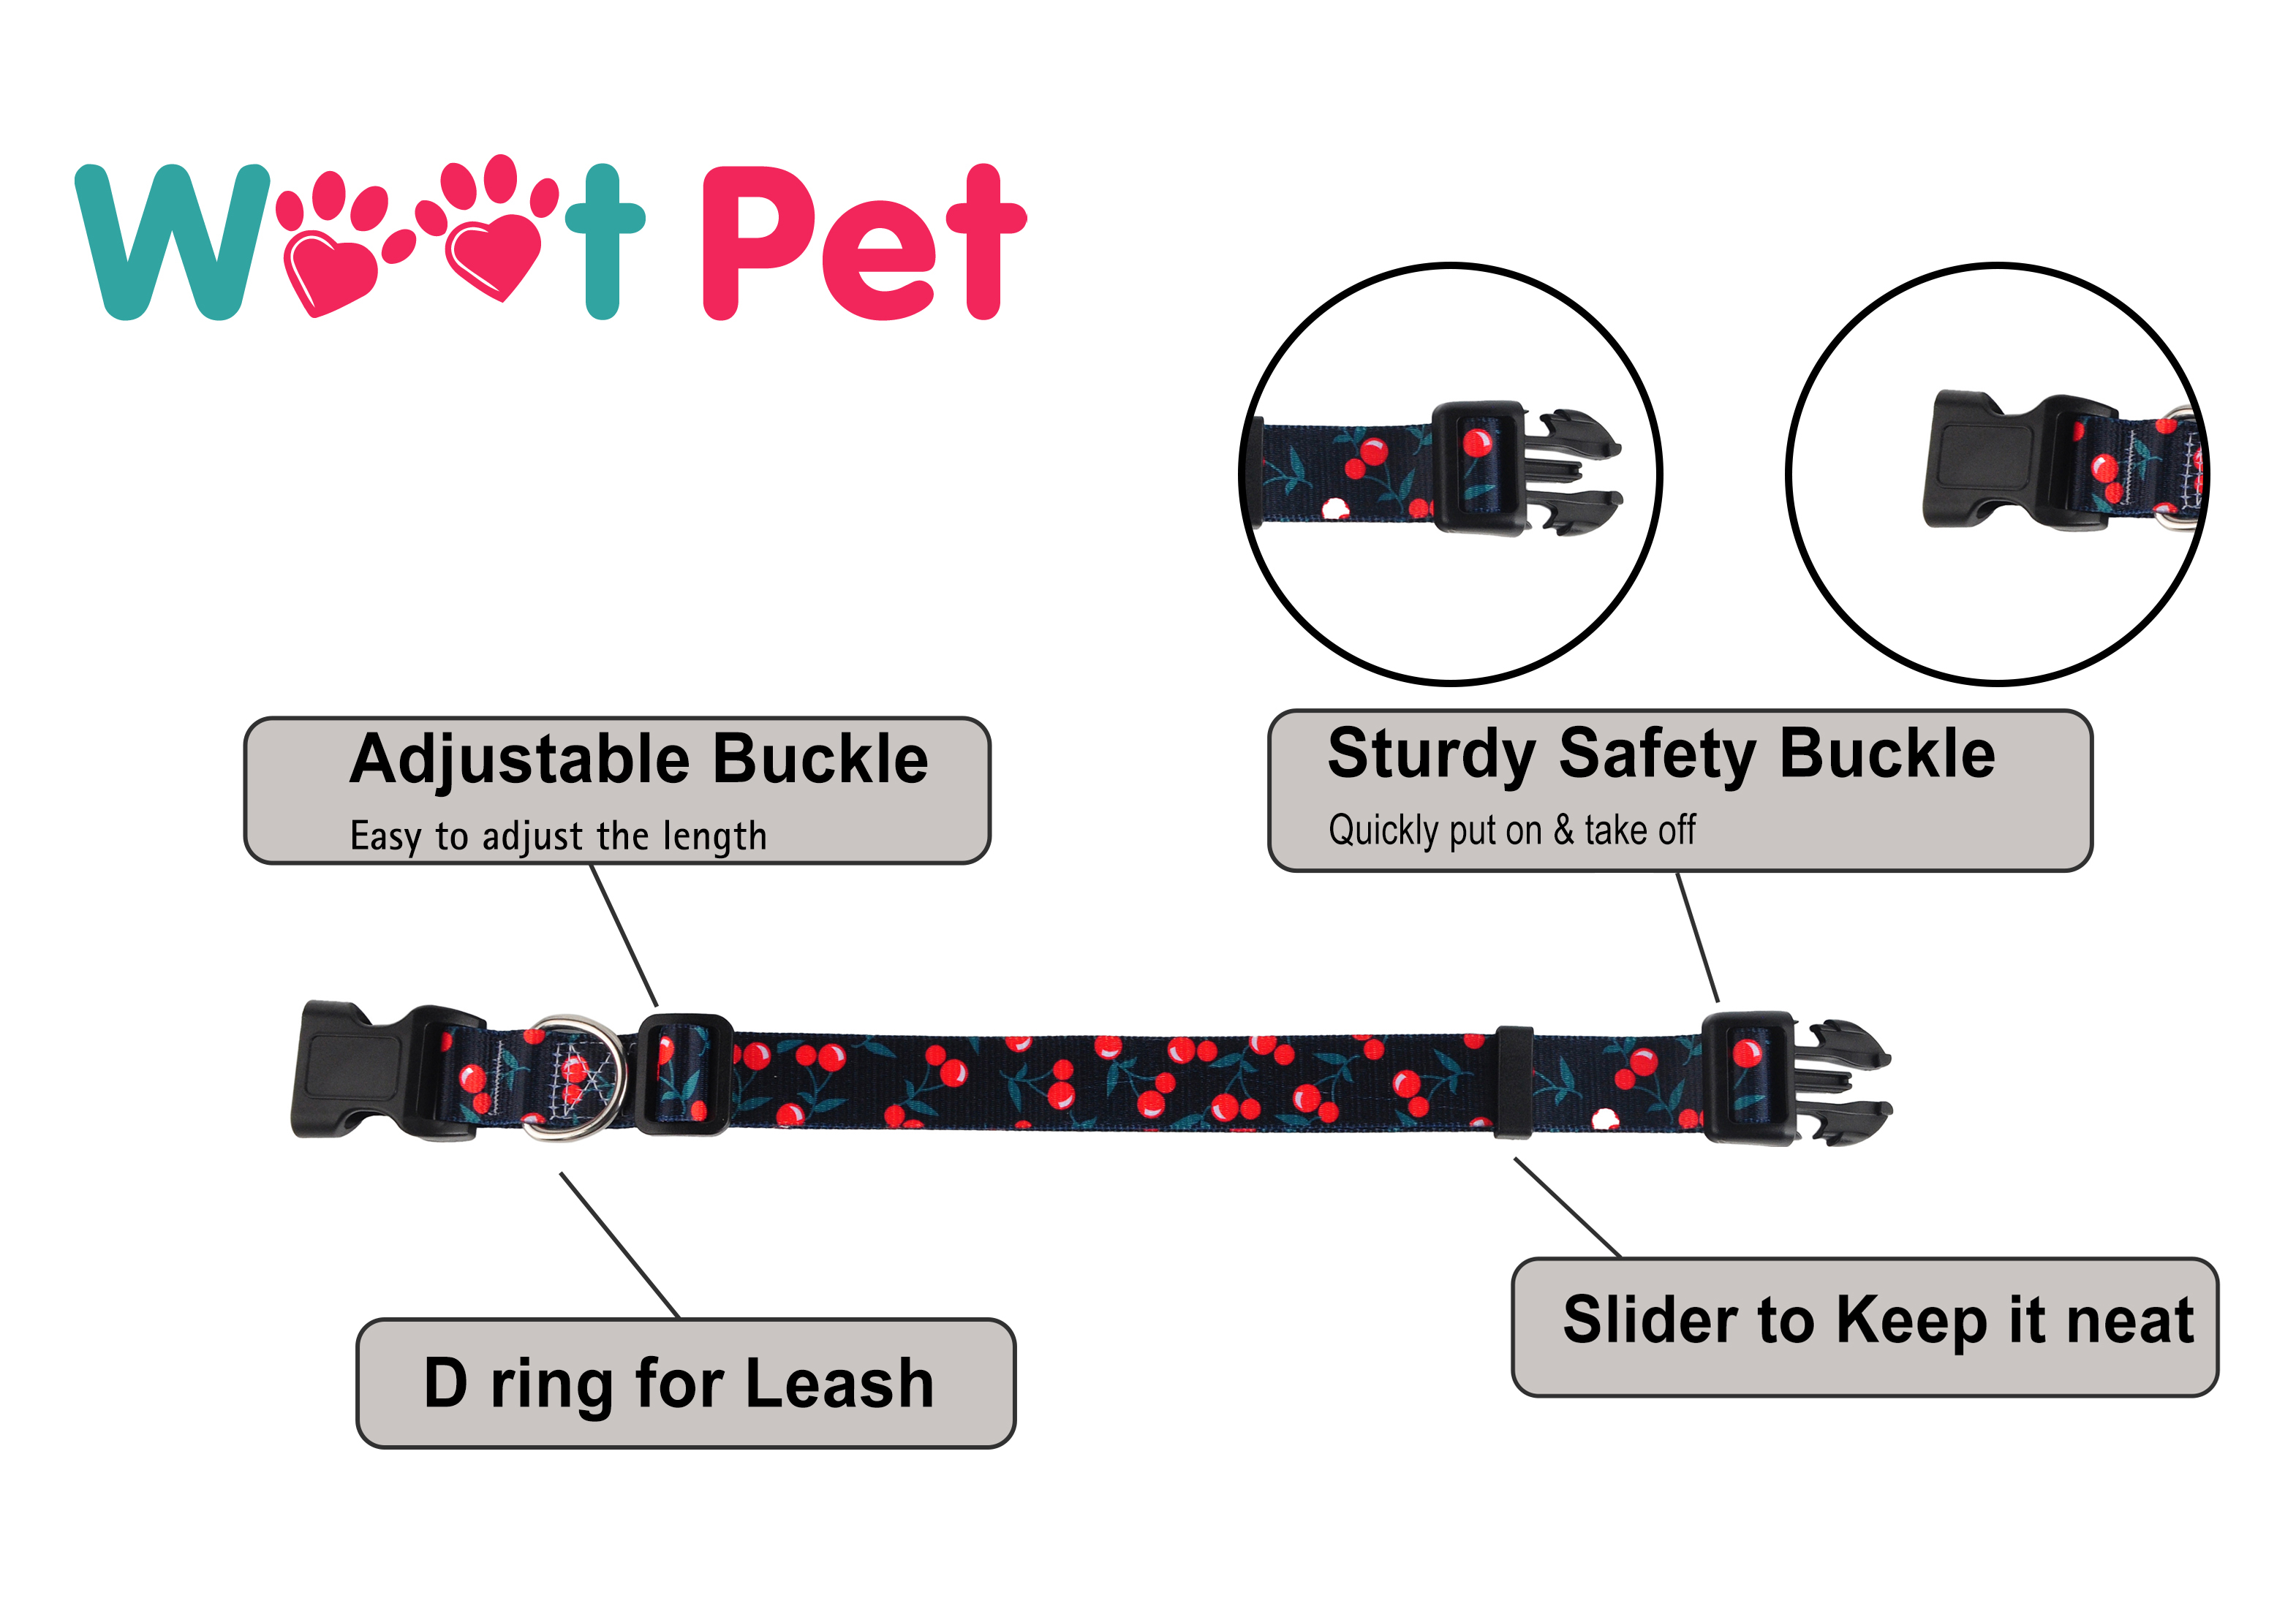 Woot Pet
Adjustable Buckle
Easy to adjust the length
Sturdy Safety Buckle
Quickly put on & take off
D ring for Leash
Slider to Keep it neat